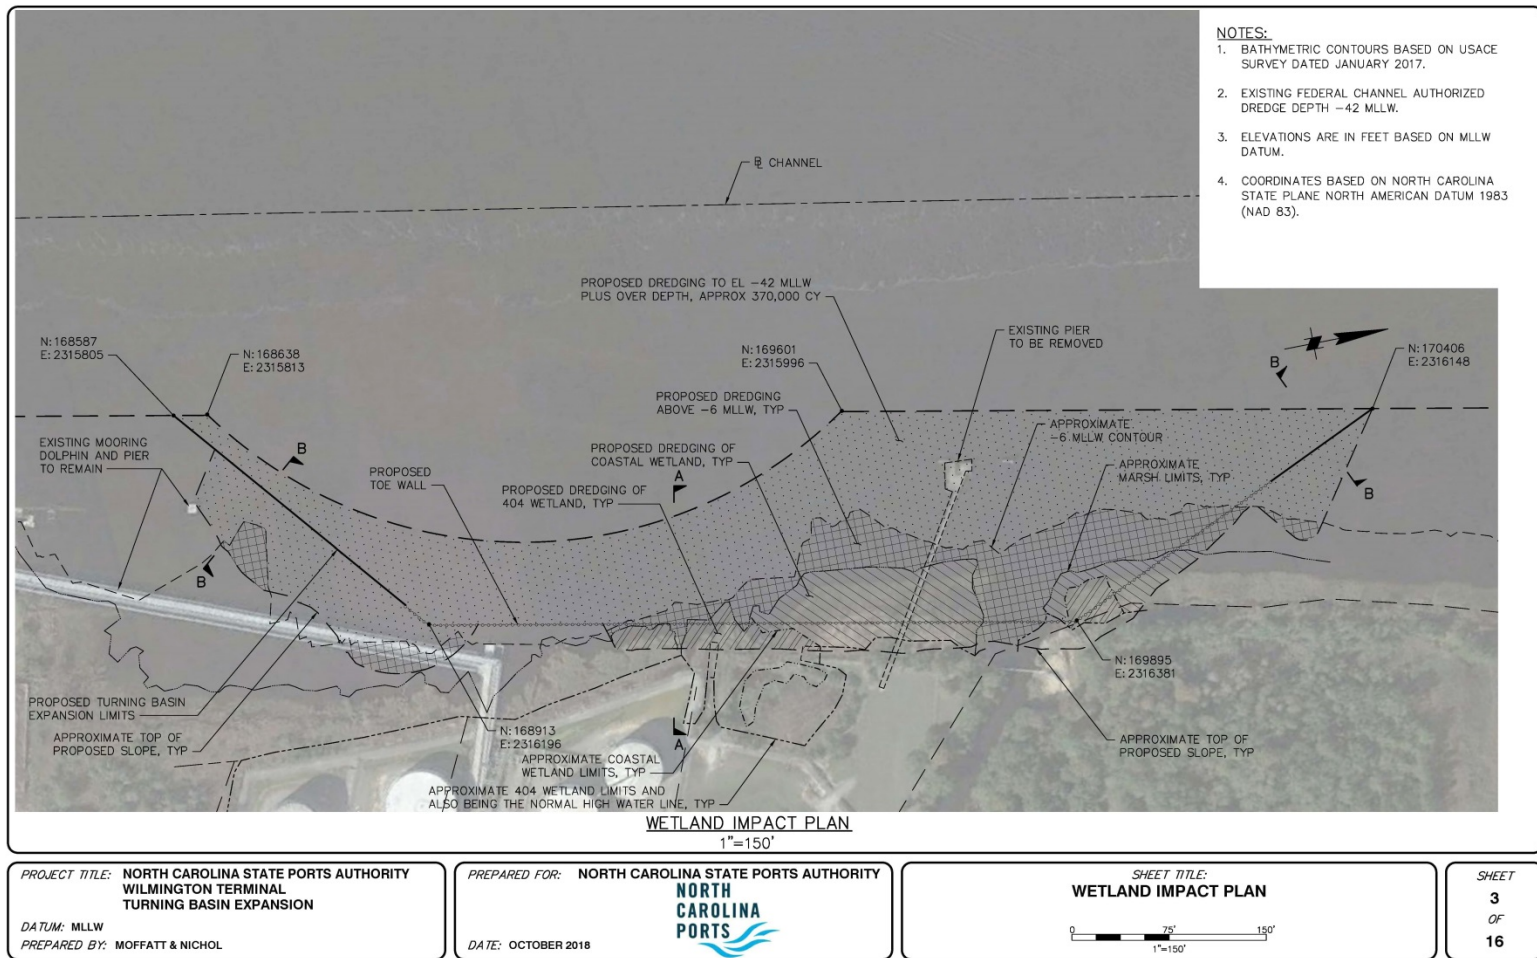 NOTES:
1. BATHYMETRIC CONTOURS BASED ON USACE
SURVEY DATED JANUARY 2017.
2. EXISTING FEDERAL CHANNEL AUTHORIZED
DREDGE DEPTH -42 MLLW.
3. ELEVATIONS ARE IN FEET BASED ON MLLW
DATUM.
4. COORDINATES BASED ON NORTH CAROLINA
STATE PLANE NORTH AMERICAN DATUM 1983
(NAD 83).
℄ CHANNEL
PROPOSED DREDGING TO EL -42 MLLW
PLUS OVER DEPTH, APPROX 370,000 CY
EXISTING PIER
TO BE REMOVED
N:168587
E:2315805
N:168638
E:2315813
N:169601
E:2315996
N:170406
E:2316148
B
PROPOSED DREDGING
ABOVE -6 MLLW, TYP
APPROXIMATE
-6 MLLW CONTOUR
EXISTING MOORING
DOLPHIN AND PIER
TO REMAIN
B
PROPOSED
TOE WALL
PROPOSED DREDGING OF
COASTAL WETLAND, TYP
A
APPROXIMATE
MARSH LIMITS, TYP
B
PROPOSED DREDGING OF
404 WETLAND, TYP
B
N:169895
E:2316381
PROPOSED TURNING BASIN
EXPANSION LIMITS
APPROXIMATE TOP OF
PROPOSED SLOPE, TYP
N:168913
E:2316196
A
APPROXIMATE COASTAL
WETLAND LIMITS, TYP
APPROXIMATE TOP OF
PROPOSED SLOPE, TYP
APPROXIMATE 404 WETLAND LIMITS AND
ALSO BEING THE NORMAL HIGH WATER LINE, TYP
WETLAND IMPACT PLAN
1"=150'
PROJECT TITLE: NORTH CAROLINA STATE PORTS AUTHORITY
WILMINGTON TERMINAL
TURNING BASIN EXPANSION
DATUM: MLLW
PREPARED BY: MOFFATT & NICHOL
PREPARED FOR: NORTH CAROLINA STATE PORTS AUTHORITY
NORTH
CAROLINA
PORTS
DATE: OCTOBER 2018
SHEET TITLE:
WETLAND IMPACT PLAN
0 75' 150'
1"=150'
SHEET
3
OF
16